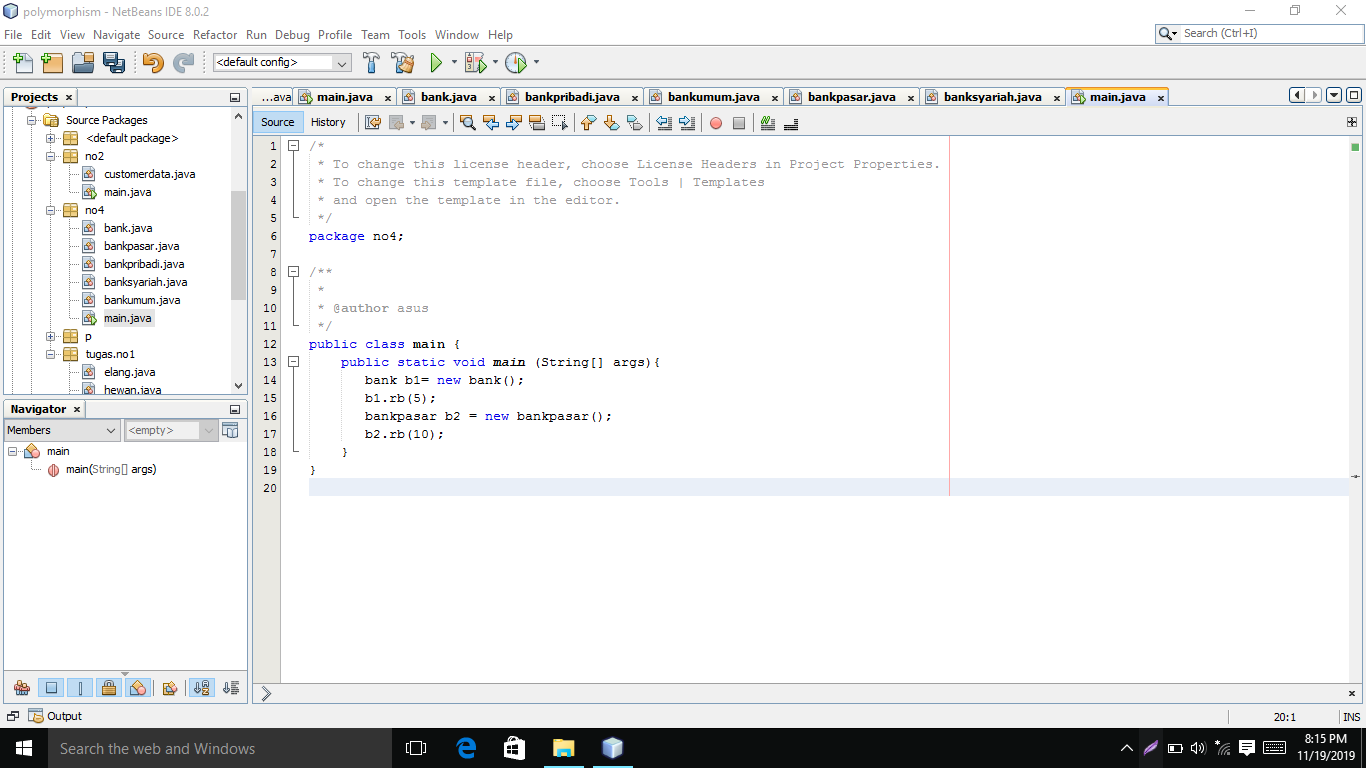 polymorphism - NetBeans IDE 8.0.2
File Edit View Navigate Source Refactor Run Debug Profile Team Tools Window Help
Search (Ctrl+I)
<default config>
Projects
Source Packages
<default package>
no2
customerdata.java
main.java
no4
bank.java
bankpasar.java
bankpribadi.java
banksyariah.java
bankumum.java
main.java
p
tugas.no1
elang.java
hewan.java
Navigator
Members
<empty>
main
main(String[] args)
...ava main.java bank.java bankpribadi.java bankumum.java bankpasar.java banksyariah.java main.java
Source History
1 /*
2 * To change this license header, choose License Headers in Project Properties.
3 * To change this template file, choose Tools | Templates
4 * and open the template in the editor.
5 */
6 package no4;
7
8 /**
9 *
10 * @author asus
11 */
12 public class main {
13 public static void main (String[] args){
14 bank b1= new bank();
15 b1.rb(5);
16 bankpasar b2 = new bankpasar();
17 b2.rb(10);
18 }
19 }
20
Output
20:1 INS
Search the web and Windows
8:15 PM
11/19/2019